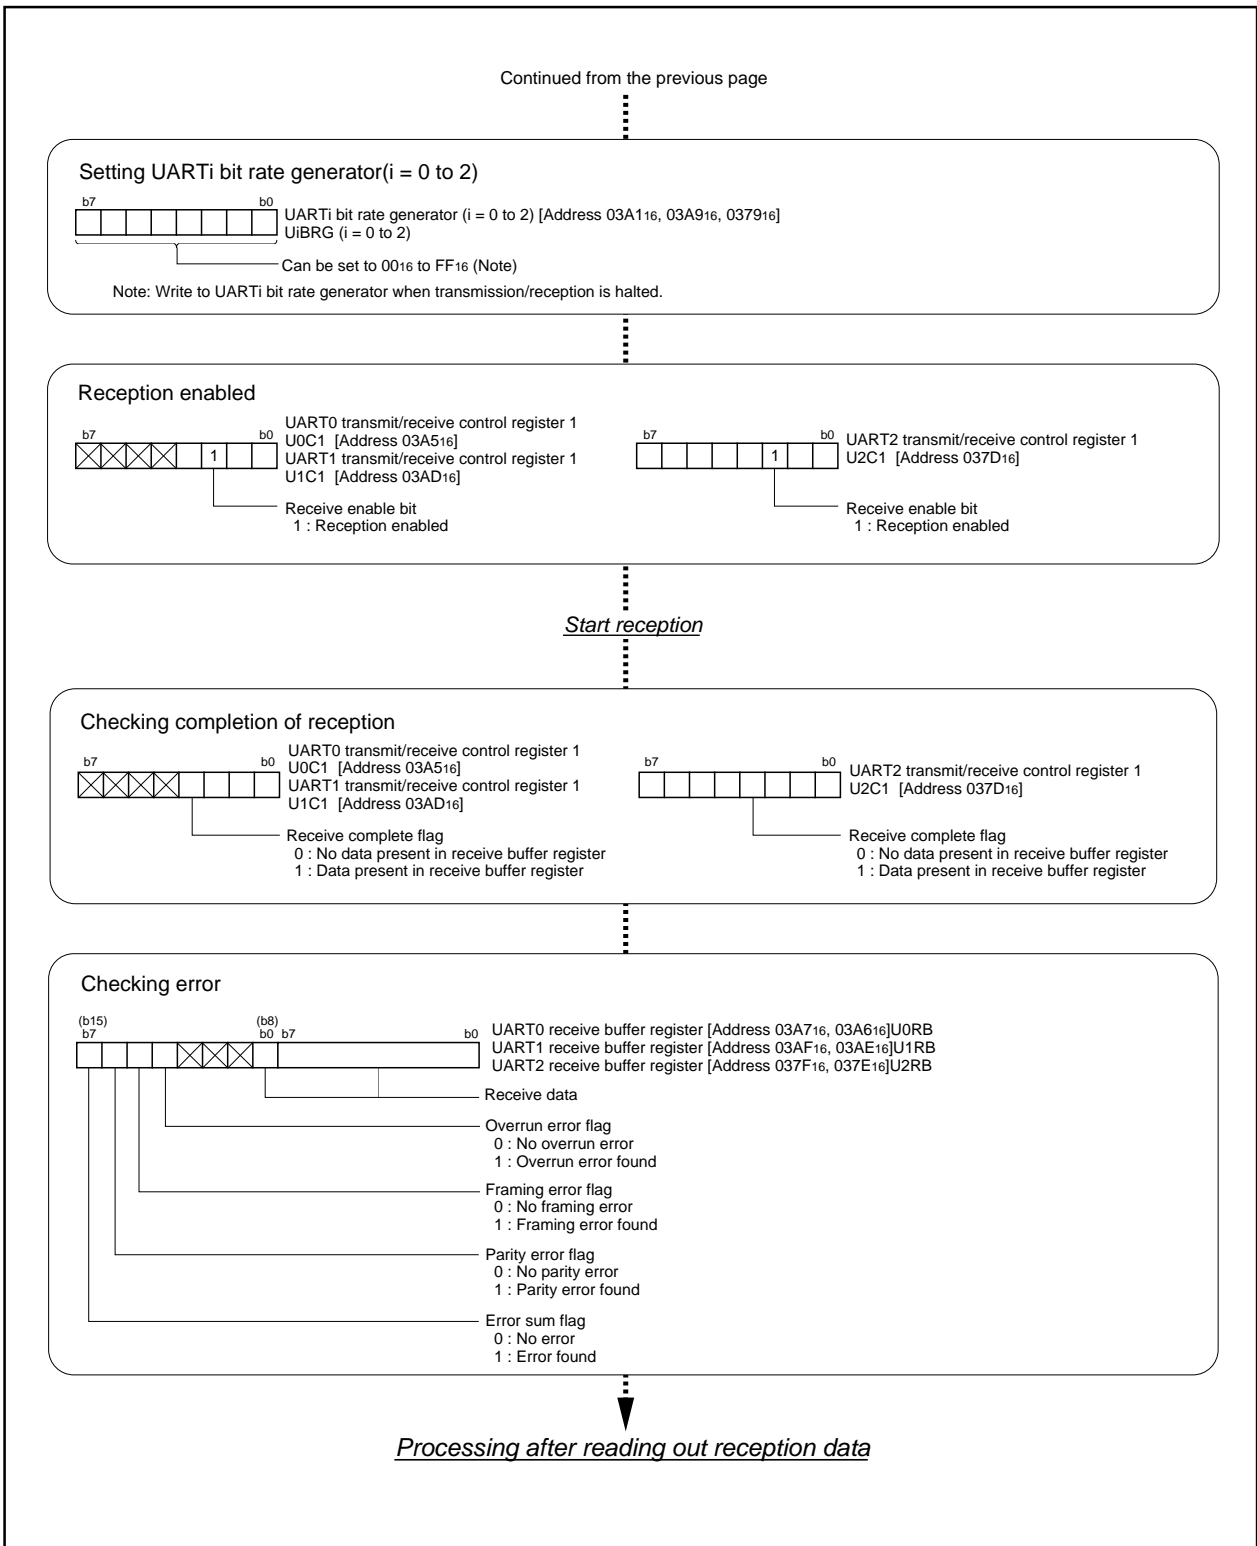 Continued from the previous page
Setting UARTi bit rate generator(i = 0 to 2)
b7 b0
UARTi bit rate generator (i = 0 to 2) [Address 03A116, 03A916, 037916]
UiBRG (i = 0 to 2)
Can be set to 0016 to FF16 (Note)
Note: Write to UARTi bit rate generator when transmission/reception is halted.
Reception enabled
b7 b0
1
UART0 transmit/receive control register 1
U0C1 [Address 03A516]
UART1 transmit/receive control register 1
U1C1 [Address 03AD16]
Receive enable bit
1 : Reception enabled
b7 b0
1
UART2 transmit/receive control register 1
U2C1 [Address 037D16]
Receive enable bit
1 : Reception enabled
Start reception
Checking completion of reception
b7 b0
UART0 transmit/receive control register 1
U0C1 [Address 03A516]
UART1 transmit/receive control register 1
U1C1 [Address 03AD16]
Receive complete flag
0 : No data present in receive buffer register
1 : Data present in receive buffer register
b7 b0
UART2 transmit/receive control register 1
U2C1 [Address 037D16]
Receive complete flag
0 : No data present in receive buffer register
1 : Data present in receive buffer register
Checking error
(b15) (b8)
b7 b0 b7 b0
UART0 receive buffer register [Address 03A716, 03A616]U0RB
UART1 receive buffer register [Address 03AF16, 03AE16]U1RB
UART2 receive buffer register [Address 037F16, 037E16]U2RB
Receive data
Overrun error flag
0 : No overrun error
1 : Overrun error found
Framing error flag
0 : No framing error
1 : Framing error found
Parity error flag
0 : No parity error
1 : Parity error found
Error sum flag
0 : No error
1 : Error found
Processing after reading out reception data